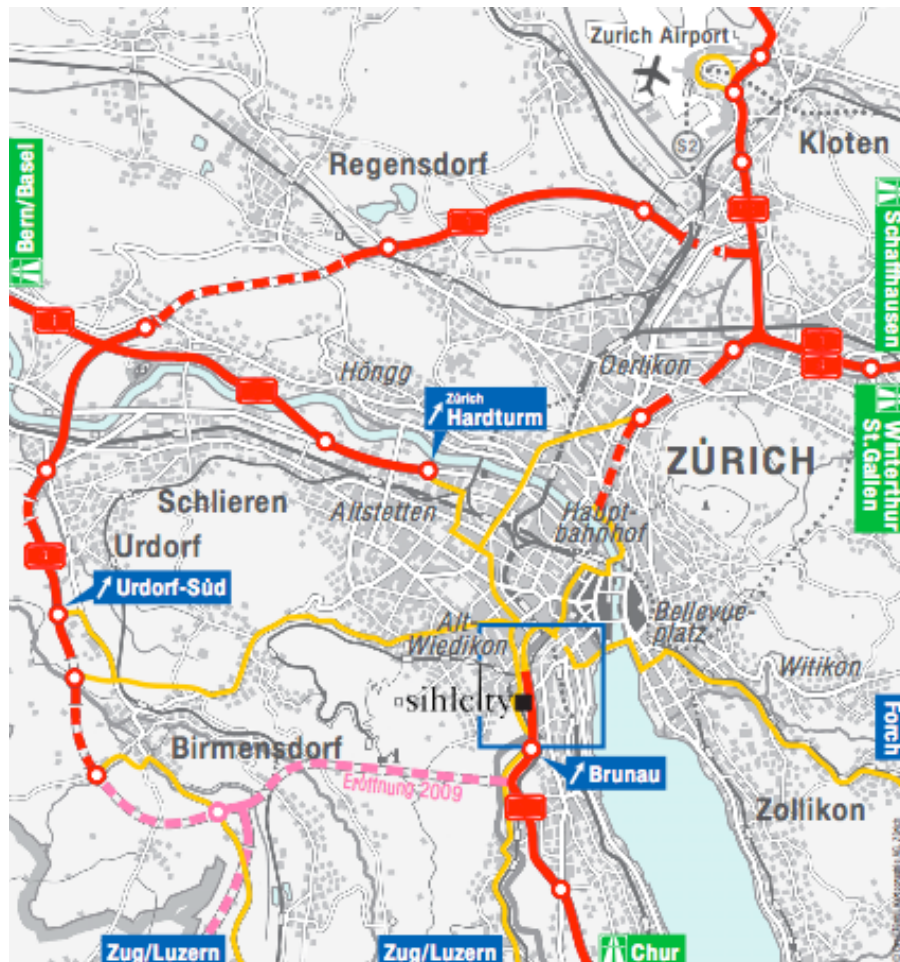 Zurich Airport
S2
Kloten
Regensdorf
Bern/Basel
Schaffhausen
Höngg
Oerlikon
Zürich
Hardturm
ZÜRICH
Winterthur
St.Gallen
Schlieren
Altstetten
Haupt-
bahnhof
Urdorf
Urdorf-Süd
Alt-
Wiedikon
Bellevue-
platz
Witikon
sihlcity
Forch
Birmensdorf
Eröffnung 2009
Brunau
Zollikon
Zug/Luzern
Zug/Luzern
Chur